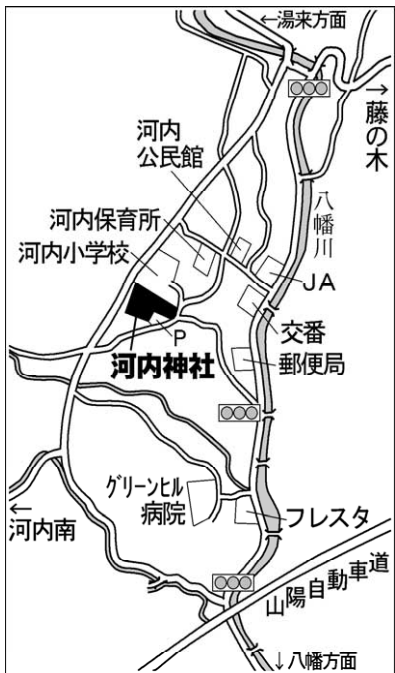 ←湯来方面
→
藤の木
河内
公民館
八幡川
河内保育所
河内小学校
JA
P
交番
河内神社
郵便局
グリーンヒル
病院
フレスタ
←
河内南
山陽自動車道
↓八幡方面